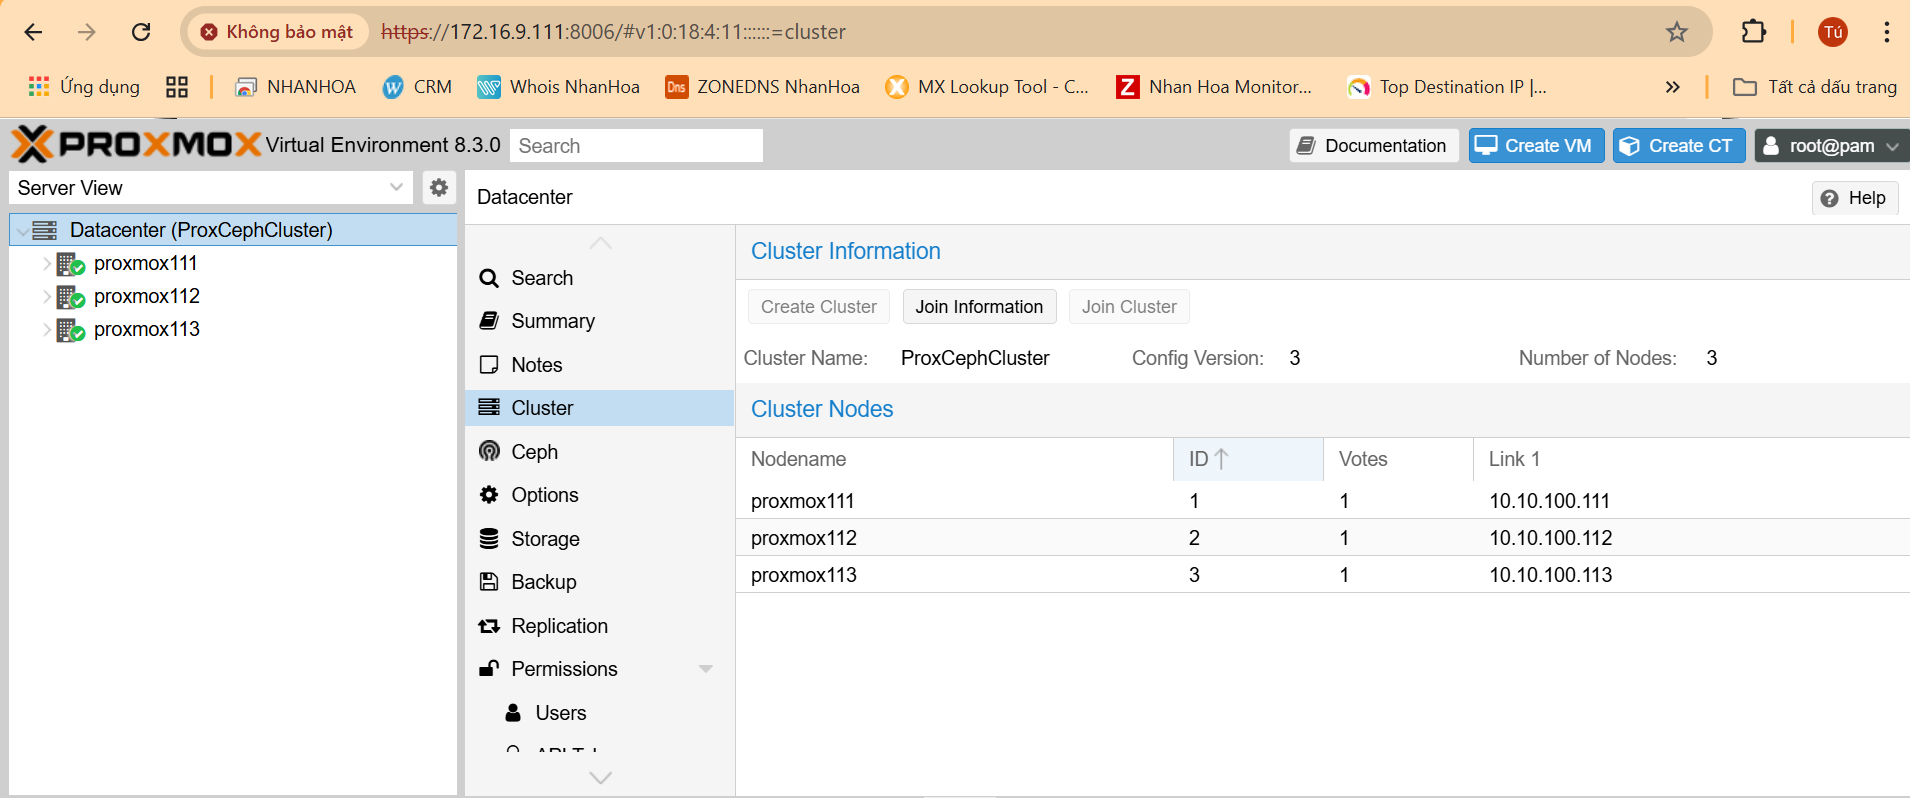 Không bảo mật https://172.16.9.111:8006/#v1:0:18:4:11::::::=cluster Tú
Ứng dụng NHANHOA CRM Whois NhanHoa Dns ZONEDNS NhanHoa MX Lookup Tool - C... Z Nhan Hoa Monitor... Top Destination IP |... » Tất cả dấu trang
PROXMOX Virtual Environment 8.3.0 Search Documentation Create VM Create CT root@pam
Server View
Datacenter Help
Datacenter (ProxCephCluster)
proxmox111
proxmox112
proxmox113
Search
Summary
Notes
Cluster
Ceph
Options
Storage
Backup
Replication
Permissions
Users
Cluster Information
Create Cluster Join Information Join Cluster
Cluster Name: ProxCephCluster Config Version: 3 Number of Nodes: 3
Cluster Nodes
Nodename ID Votes Link 1
proxmox111 1 1 10.10.100.111
proxmox112 2 1 10.10.100.112
proxmox113 3 1 10.10.100.113